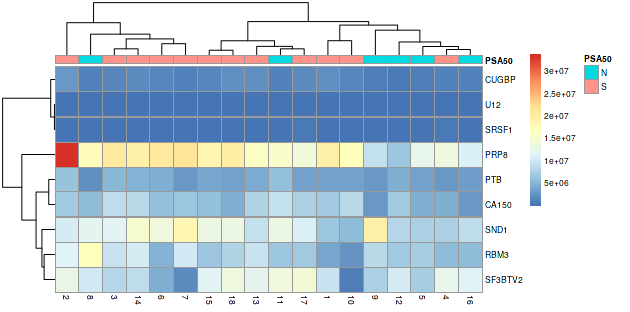 PSA50
CUGBP
U12
SRSF1
PRP8
PTB
CA150
SND1
RBM3
SF3BTV2
2 8 3 14 6 7 15 18 13 11 17 1 10 9 12 5 4 16
3e+07
2.5e+07
2e+07
1.5e+07
1e+07
5e+06
PSA50
N
S